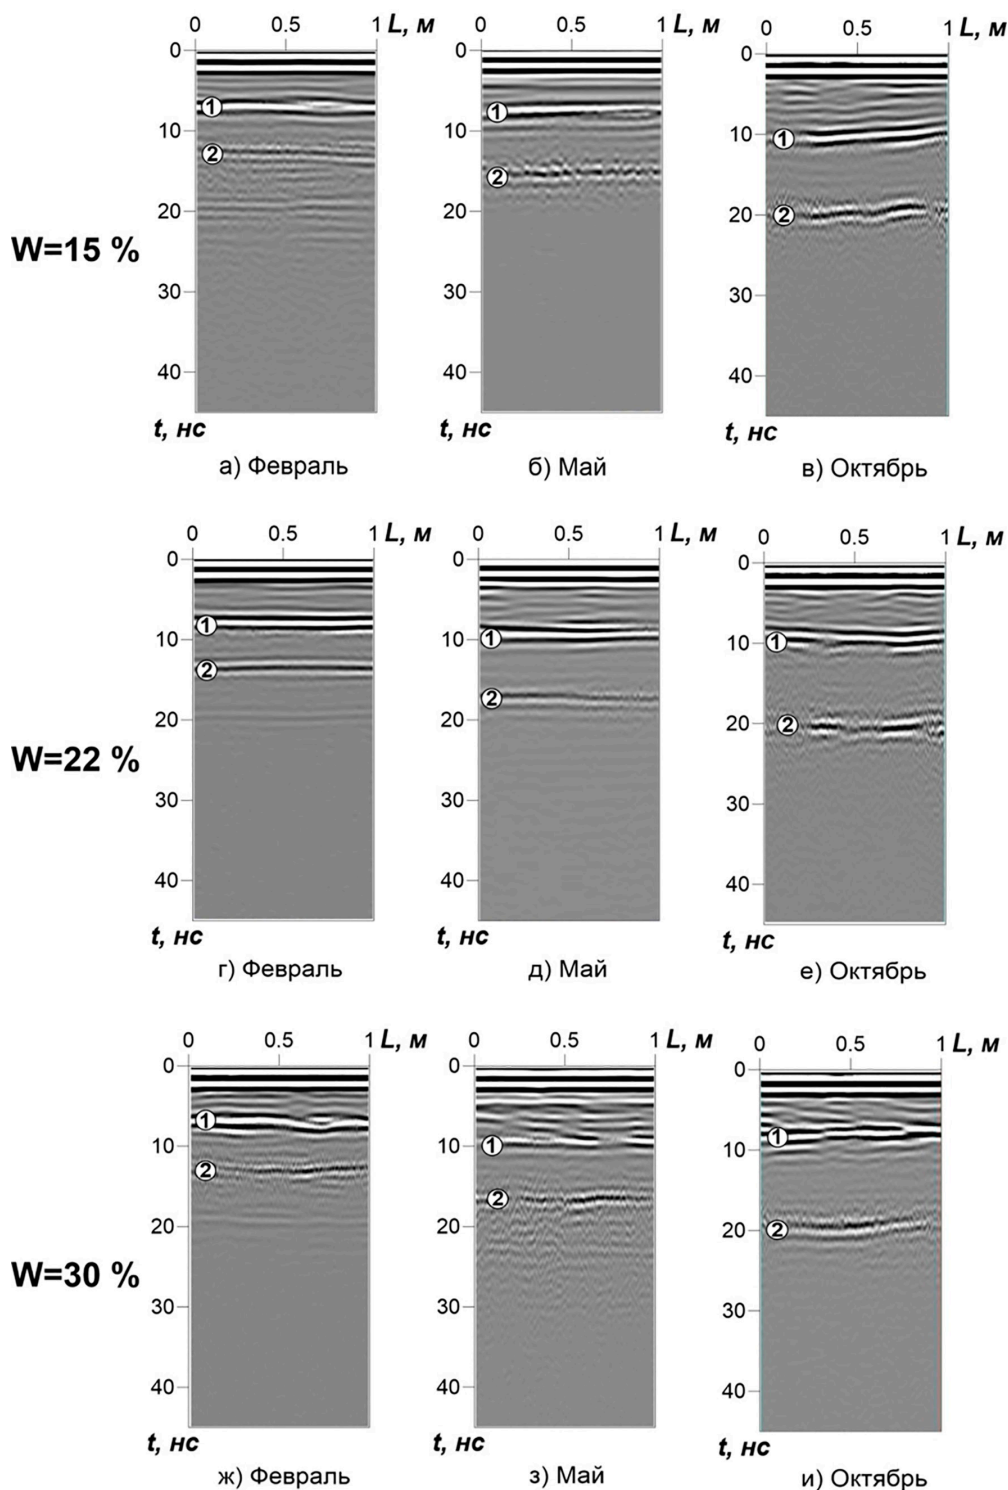 0 0.5 1 L, м 0 0.5 1 L, м 0 0.5 1 L, м
0 0 0
1 1 1
10 10 10
2 2 2
20 20 20
W=15 %
30 30 30
40 40 40
t, нс t, нс t, нс
а) Февраль б) Май в) Октябрь
0 0.5 1 L, м 0 0.5 1 L, м 0 0.5 1 L, м
0 0 0
1 1 1
10 10 10
2 2 2
20 20 20
W=22 %
30 30 30
40 40 40
t, нс t, нс t, нс
г) Февраль д) Май е) Октябрь
0 0.5 1 L, м 0 0.5 1 L, м 0 0.5 1 L, м
0 0 0
1 1 1
10 10 10
2 2 2
20 20 20
W=30 %
30 30 30
40 40 40
t, нс t, нс t, нс
ж) Февраль з) Май и) Октябрь